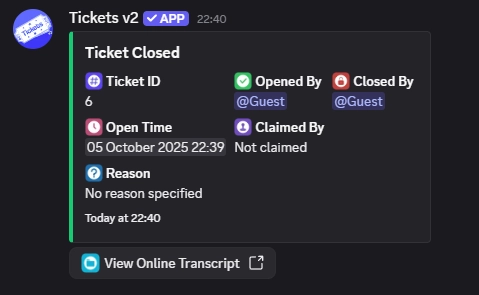 Tickets v2 ✓ APP 22:40
Tickets
Ticket Closed
Ticket ID
6
Opened By
@Guest
Closed By
@Guest
Open Time
05 October 2025 22:39
Claimed By
Not claimed
Reason
No reason specified
Today at 22:40
View Online Transcript